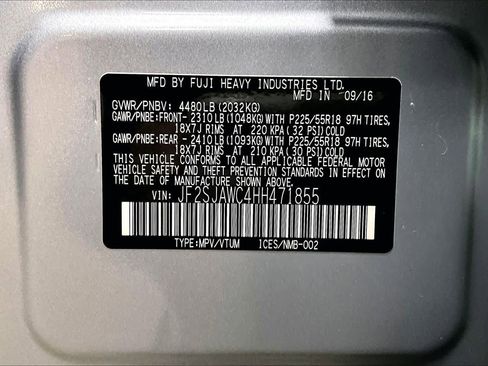 MFD BY FUJI HEAVY INDUSTRIES LTD.
MFD IN 09/16
GVWR/PNBV: 4480LB (2032KG)
GAWR/PNBE:FRONT- 2310LB (1048KG) WITH P225/55R18 97H TIRES,
18X7J RIMS AT 220 KPA (32 PSI) COLD
GAWR/PNBE:REAR - 2410LB (1093KG) WITH P225/55R18 97H TIRES,
18X7J RIMS AT 210 KPA (30 PSI) COLD
THIS VEHICLE CONFORMS TO ALL APPLICABLE FEDERAL MOTOR
VEHICLE SAFETY AND THEFT PREVENTION STANDARDS IN EFFECT
ON THE DATE OF MANUFACTURE SHOWN ABOVE.
VIN: JF2SJAWC4HH471855
TYPE:MPV/VTUM ICES/NMB-002